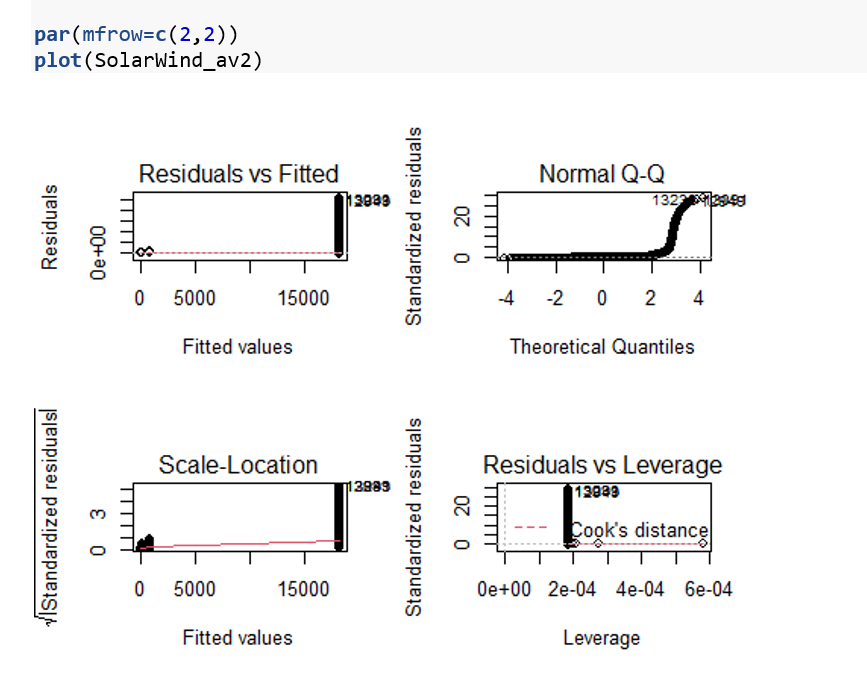 par(mfrow=c(2,2))
plot(SolarWind_av2)
Residuals vs Fitted
Residuals
0e+00
0 5000 15000
Fitted values
Normal Q-Q
Standardized residuals
0 20
-4 -2 0 2 4
Theoretical Quantiles
Scale-Location
√|Standardized residuals|
0 3
0 5000 15000
Fitted values
Residuals vs Leverage
Standardized residuals
0 20
Cook's distance
0e+00 2e-04 4e-04 6e-04
Leverage